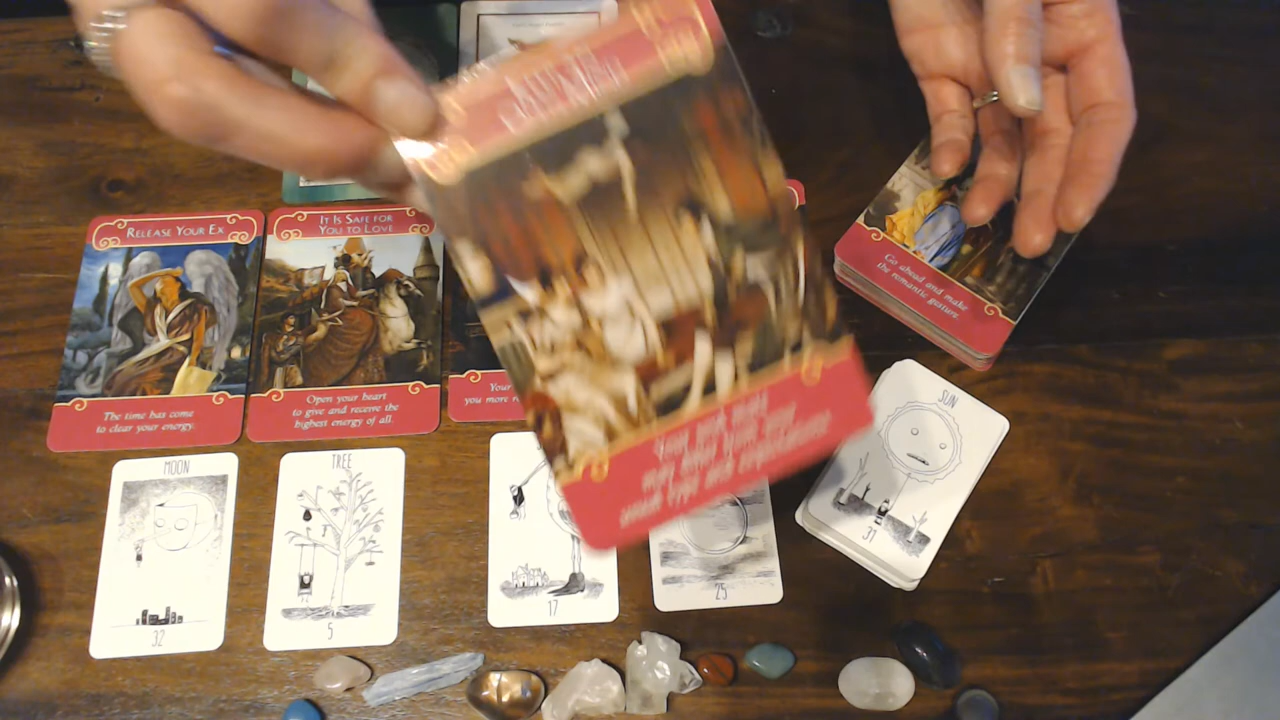 RELEASE YOUR EX
IT IS SAFE FOR
YOU TO LOVE
The time has come
to clear your energy.
Open your heart
to give and receive the
highest energy of all.
Your
you more
Go ahead and make
the romantic gesture.
MOON
32
TREE
5
17
25
SUN
31